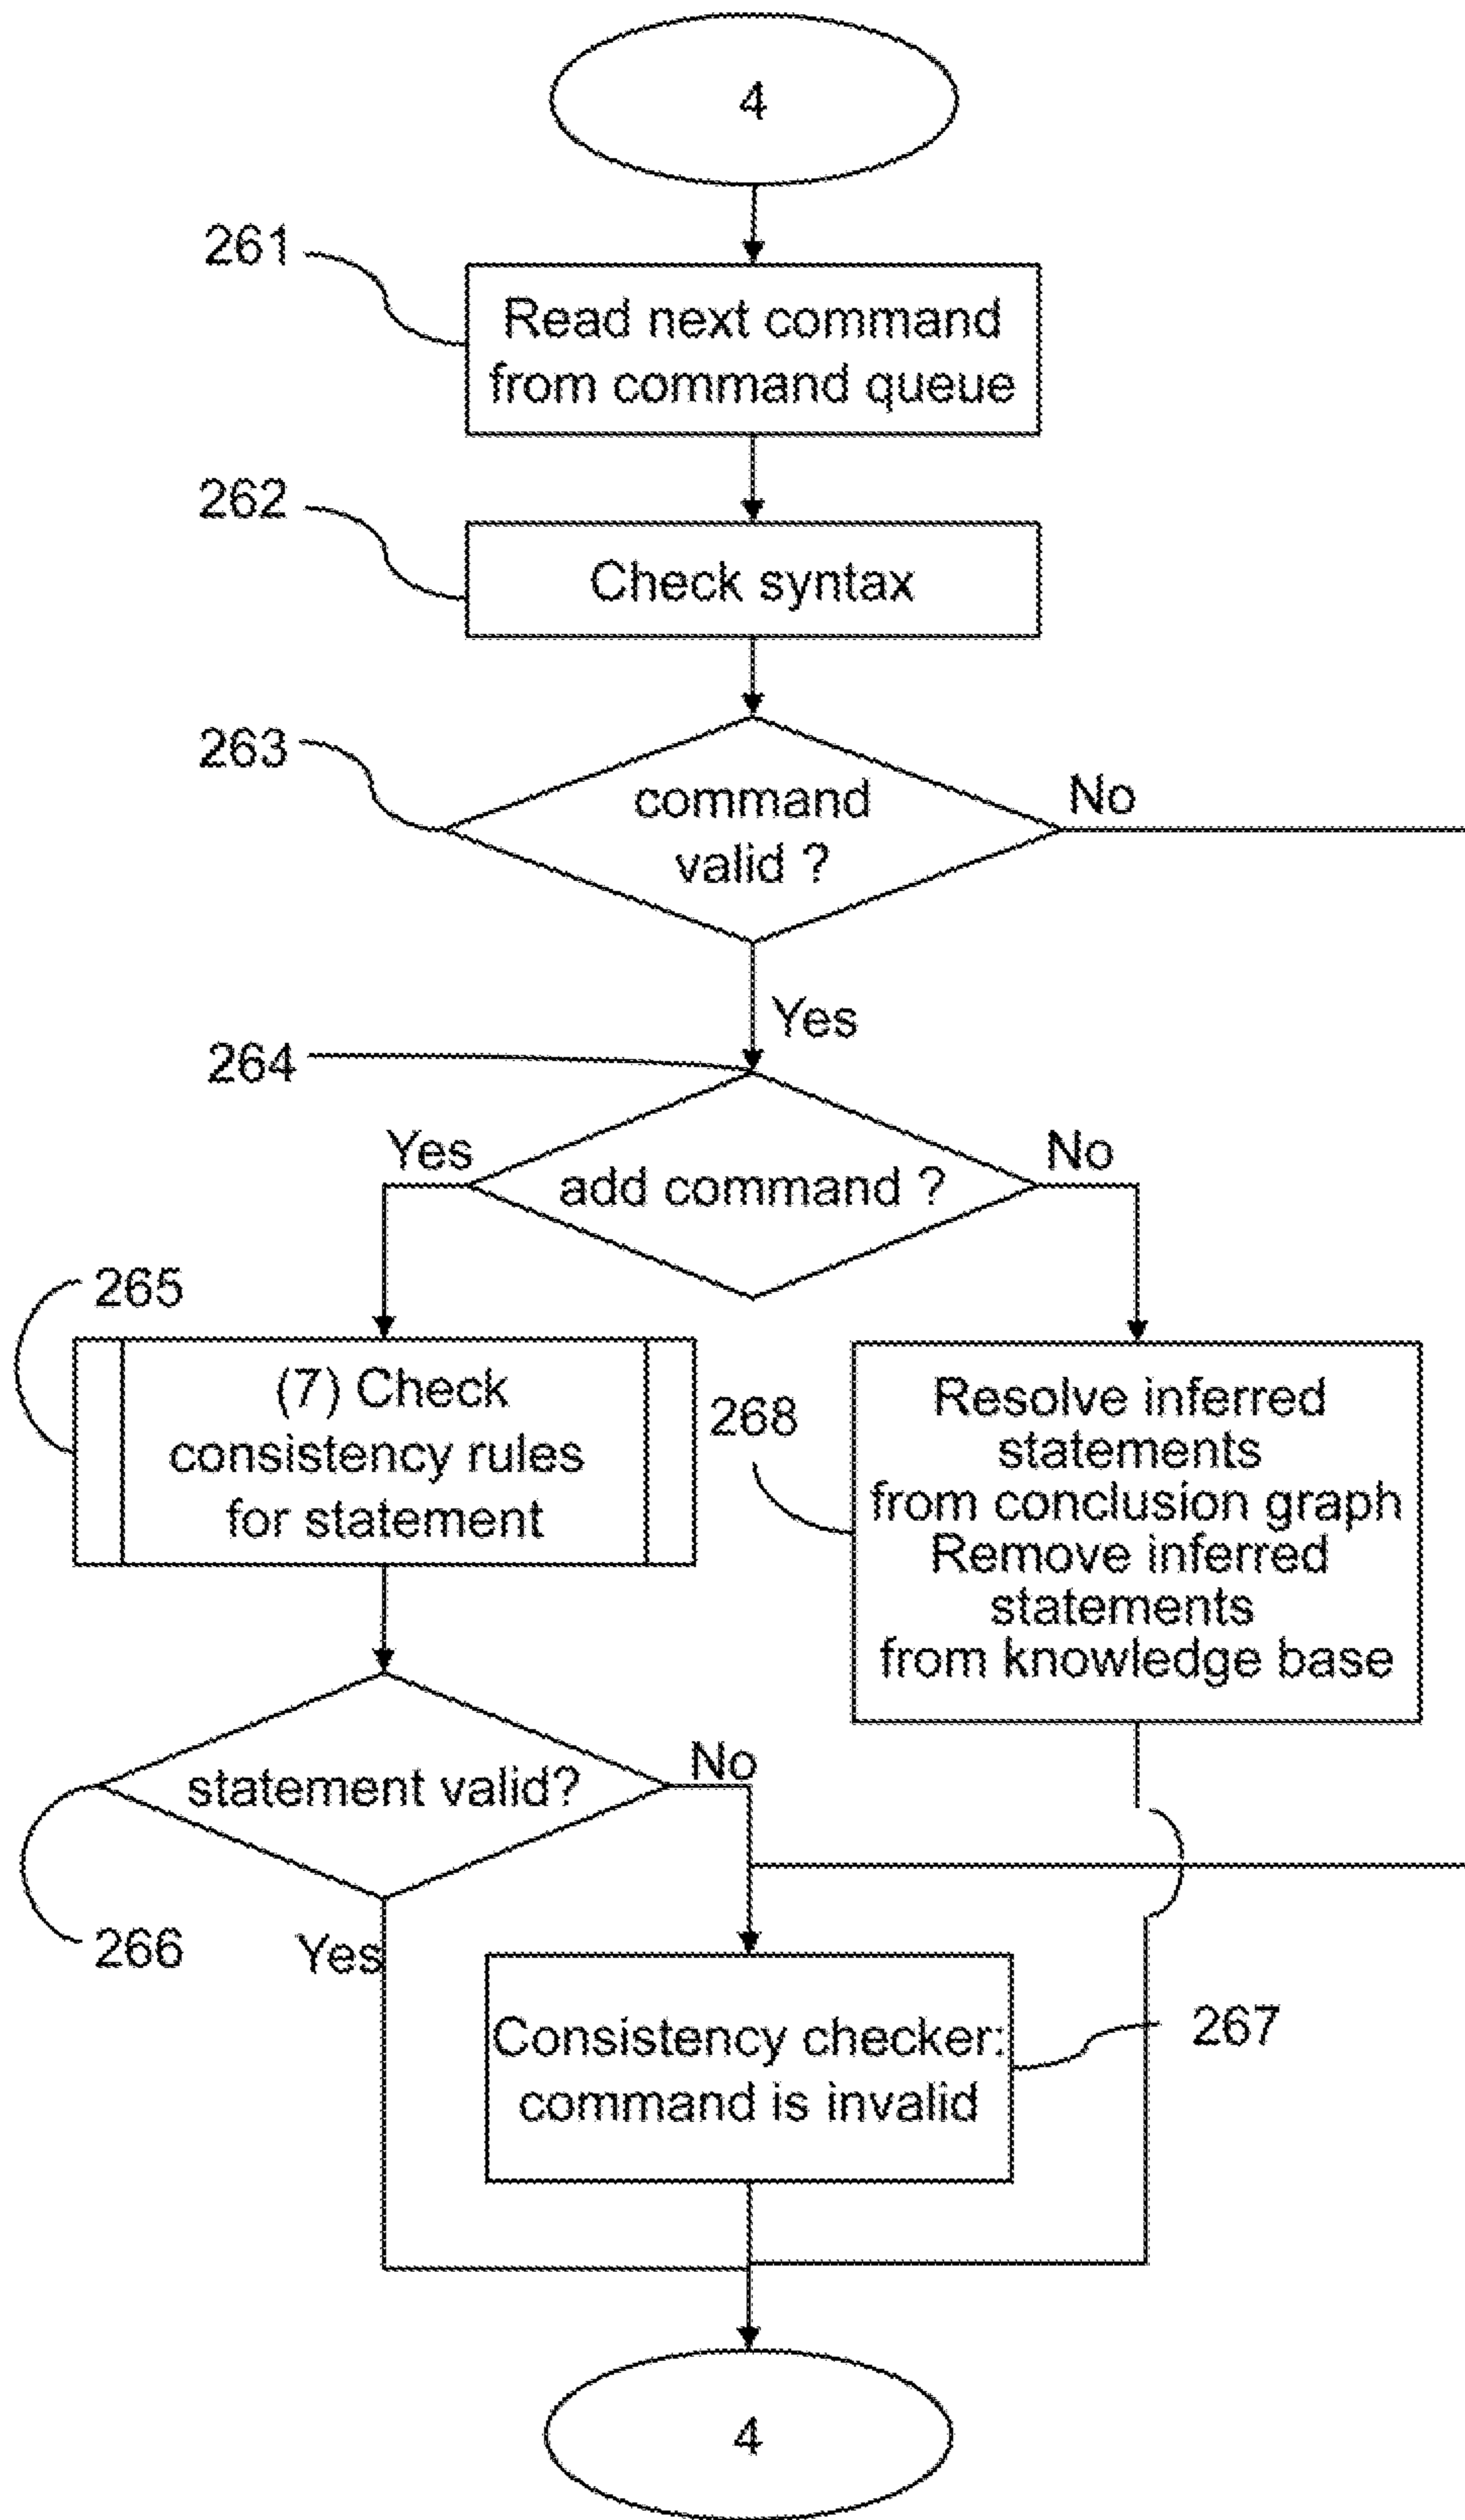 4
261
Read next command
from command queue
262
Check syntax
263
command
valid ?
No
Yes
264
Yes
add command ?
No
265
(7) Check
consistency rules
for statement
268
Resolve inferred
statements
from conclusion graph
Remove inferred
statements
from knowledge base
statement valid?
No
266
Yes
Consistency checker:
command is invalid
267
4